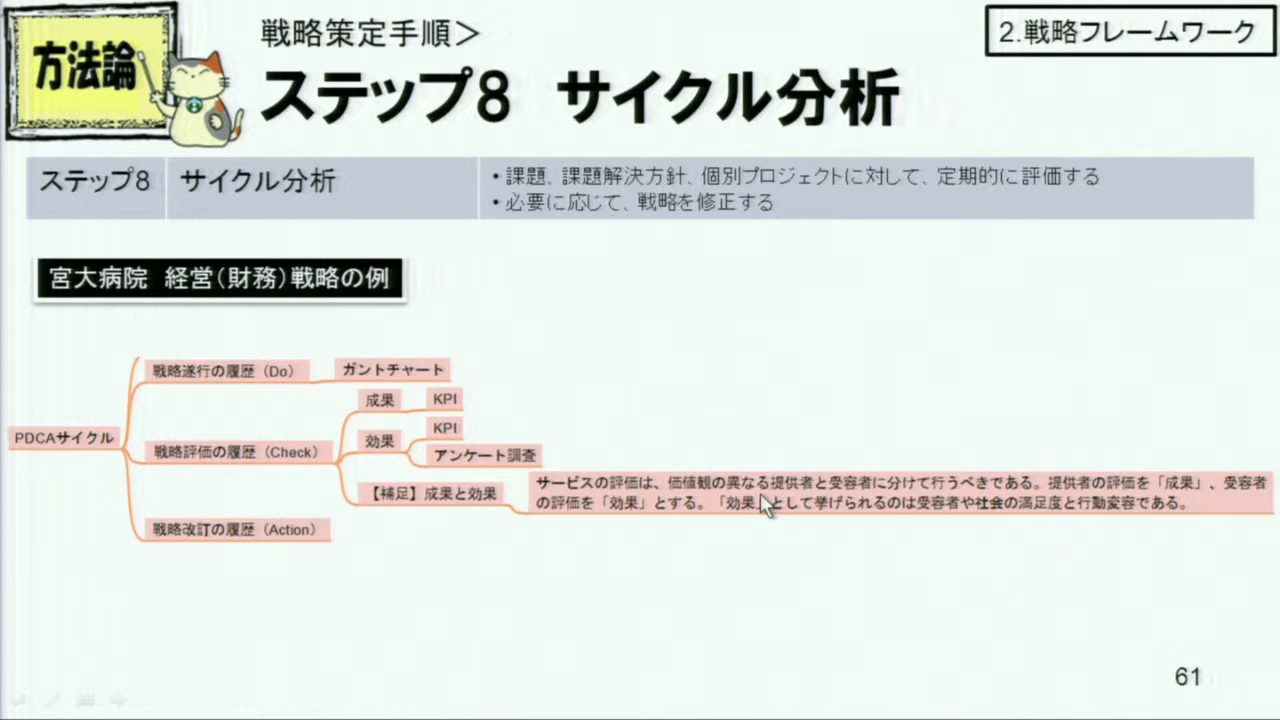 方法論
戦略策定手順＞
2.戦略フレームワーク
ステップ8　サイクル分析
ステップ8
サイクル分析
• 課題、課題解決方針、個別プロジェクトに対して、定期的に評価する
• 必要に応じて、戦略を修正する
宮大病院　経営（財務）戦略の例
PDCAサイクル
戦略遂行の履歴（Do）
ガントチャート
戦略評価の履歴（Check）
成果
KPI
効果
KPI
アンケート調査
【補足】成果と効果
サービスの評価は、価値観の異なる提供者と受容者に分けて行うべきである。提供者の評価を「成果」、受容者
の評価を「効果」とする。「効果」として挙げられるのは受容者や社会の満足度と行動変容である。
戦略改訂の履歴（Action）
61